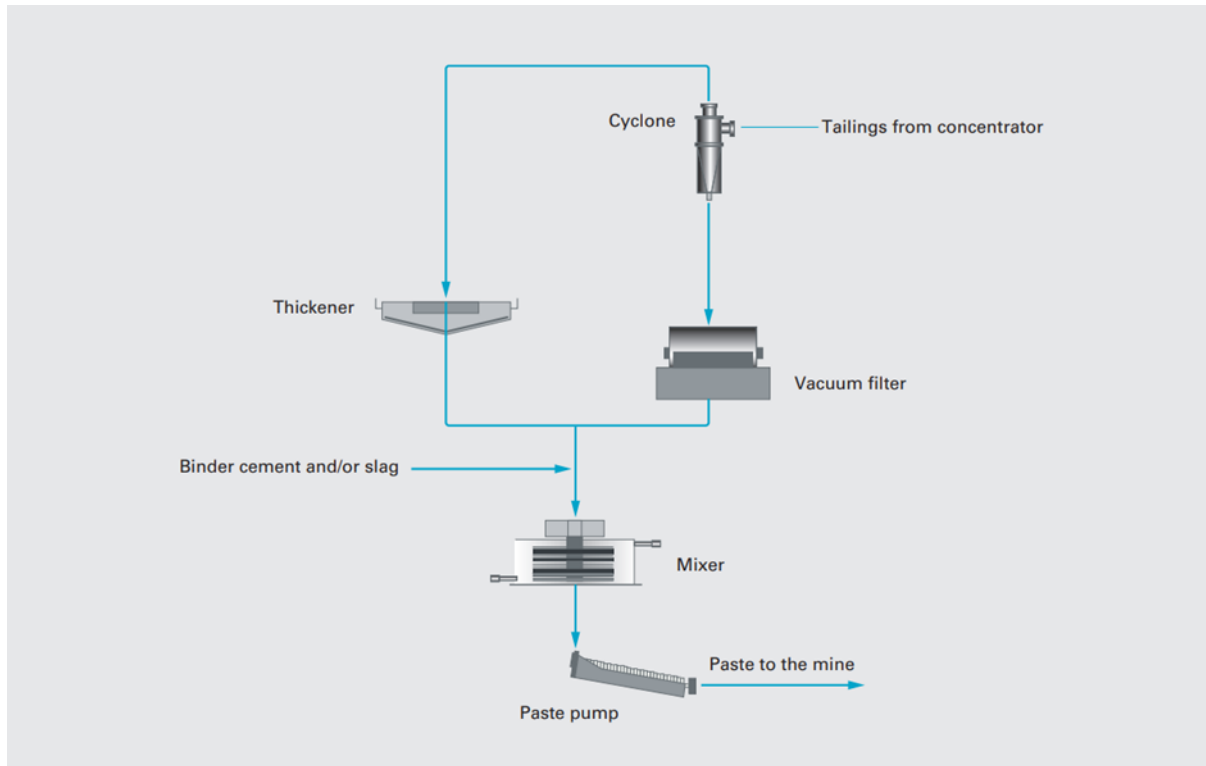 Cyclone
Tailings from concentrator
Thickener
Vacuum filter
Binder cement and/or slag
Mixer
Paste to the mine
Paste pump